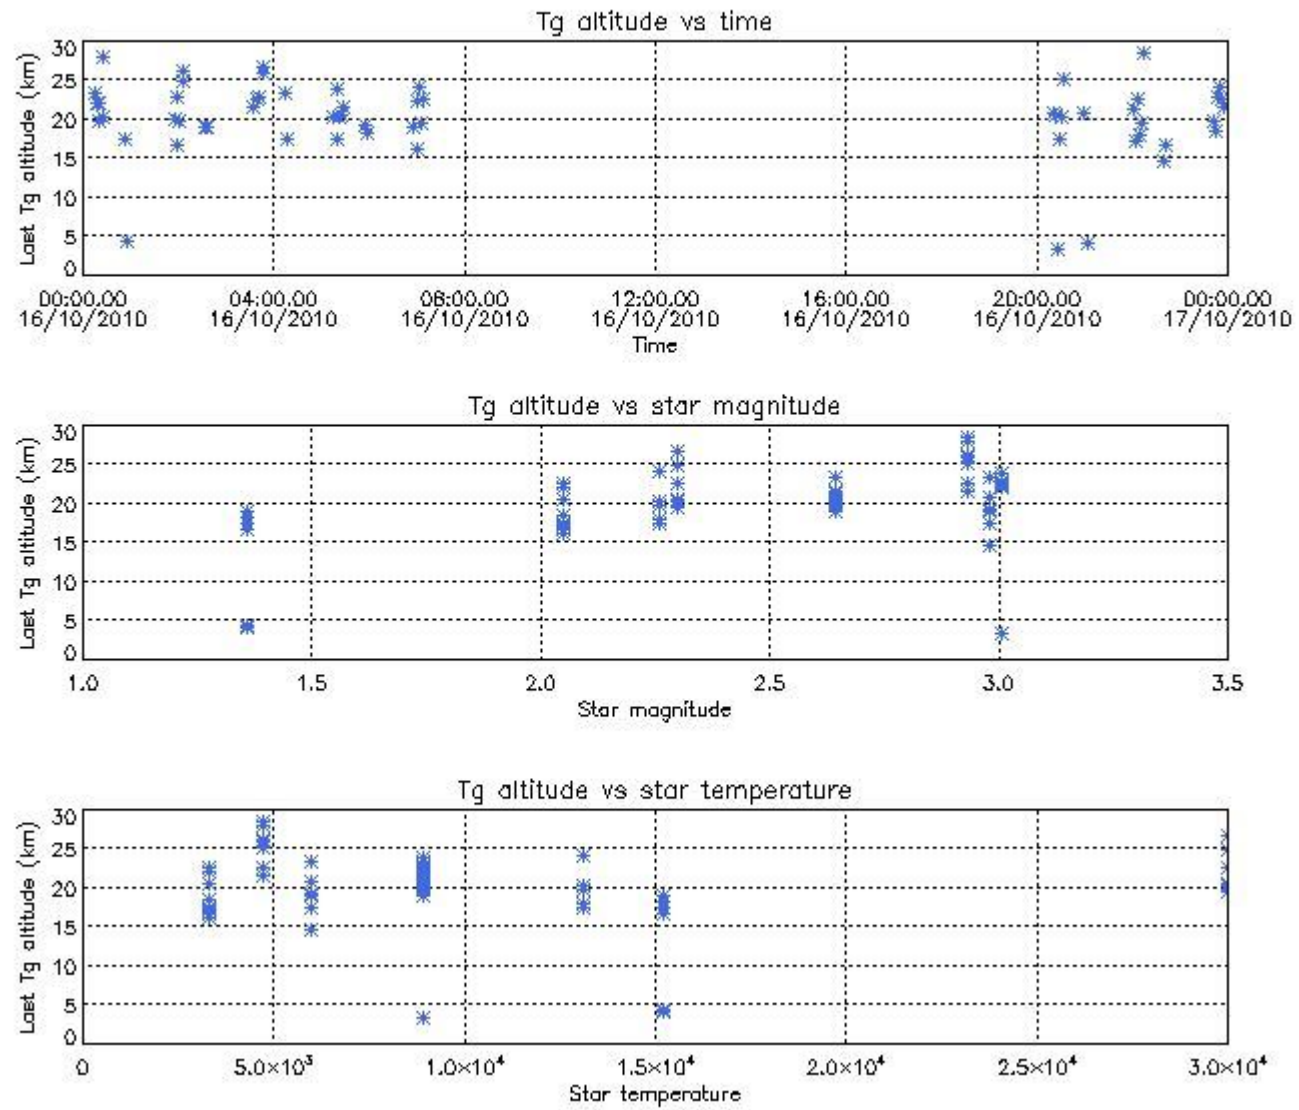 Tg altitude vs time
Last Tg altitude (km)
30
25
20
15
10
5
0
00:00.00 04:00.00 08:00.00 12:00.00 16:00.00 20:00.00 00:00.00
16/10/2010 16/10/2010 16/10/2010 16/10/2010 16/10/2010 16/10/2010 17/10/2010
Time
Tg altitude vs star magnitude
Last Tg altitude (km)
30
25
20
15
10
5
0
1.0 1.5 2.0 2.5 3.0 3.5
Star magnitude
Tg altitude vs star temperature
Last Tg altitude (km)
30
25
20
15
10
5
0
0 5.0×10³ 1.0×10⁴ 1.5×10⁴ 2.0×10⁴ 2.5×10⁴ 3.0×10⁴
Star temperature